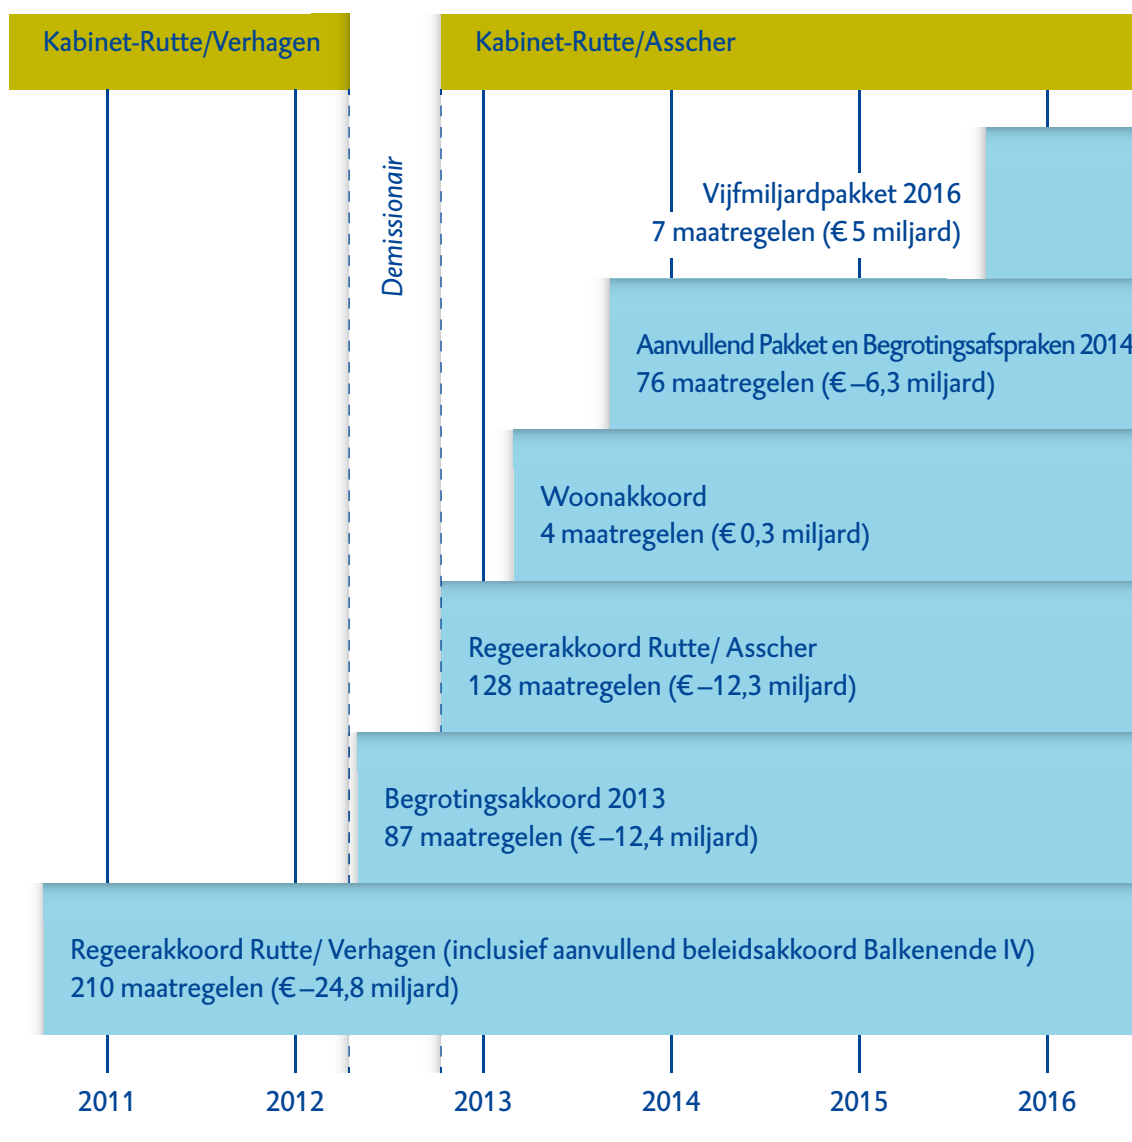 Kabinet-Rutte/Verhagen
Kabinet-Rutte/Asscher
Demissionair
Vijfmiljardpakket 2016
7 maatregelen (€ 5 miljard)
Aanvullend Pakket en Begrotingsafspraken 2014
76 maatregelen (€ –6,3 miljard)
Woonakkoord
4 maatregelen (€ 0,3 miljard)
Regeerakkoord Rutte/ Asscher
128 maatregelen (€ –12,3 miljard)
Begrotingsakkoord 2013
87 maatregelen (€ –12,4 miljard)
Regeerakkoord Rutte/ Verhagen (inclusief aanvullend beleidsakkoord Balkenende IV)
210 maatregelen (€ –24,8 miljard)
2011 2012 2013 2014 2015 2016